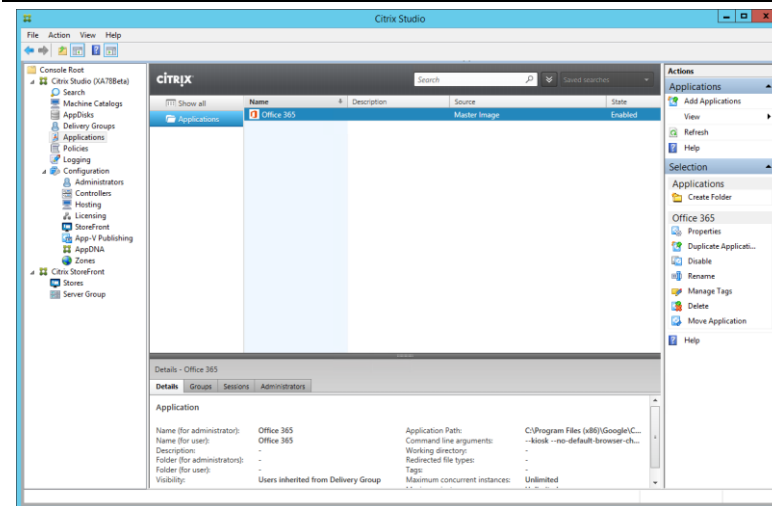 Citrix Studio
File Action View Help
Console Root
Citrix Studio (XA78Beta)
Search
Machine Catalogs
AppDisks
Delivery Groups
Applications
Policies
Logging
Configuration
Administrators
Controllers
Hosting
Licensing
StoreFront
App-V Publishing
AppDNA
Zones
Citrix StoreFront
Stores
Server Group
CITRIX
Search
Saved searches
Show all
Applications
Name Description Source State
Office 365 Master Image Enabled
Details - Office 365
Details Groups Sessions Administrators
Application
Name (for administrator): Office 365
Name (for user): Office 365
Description: -
Folder (for administrators): -
Folder (for user): -
Visibility: Users inherited from Delivery Group
Application Path: C:\Program Files (x86)\Google\C...
Command line arguments: --kiosk --no-default-browser-ch...
Working directory: -
Redirected file types: -
Tags: -
Maximum concurrent instances: Unlimited
Actions
Applications
Add Applications
View
Refresh
Help
Selection
Applications
Create Folder
Office 365
Properties
Duplicate Applicati...
Disable
Rename
Manage Tags
Delete
Move Application
Help